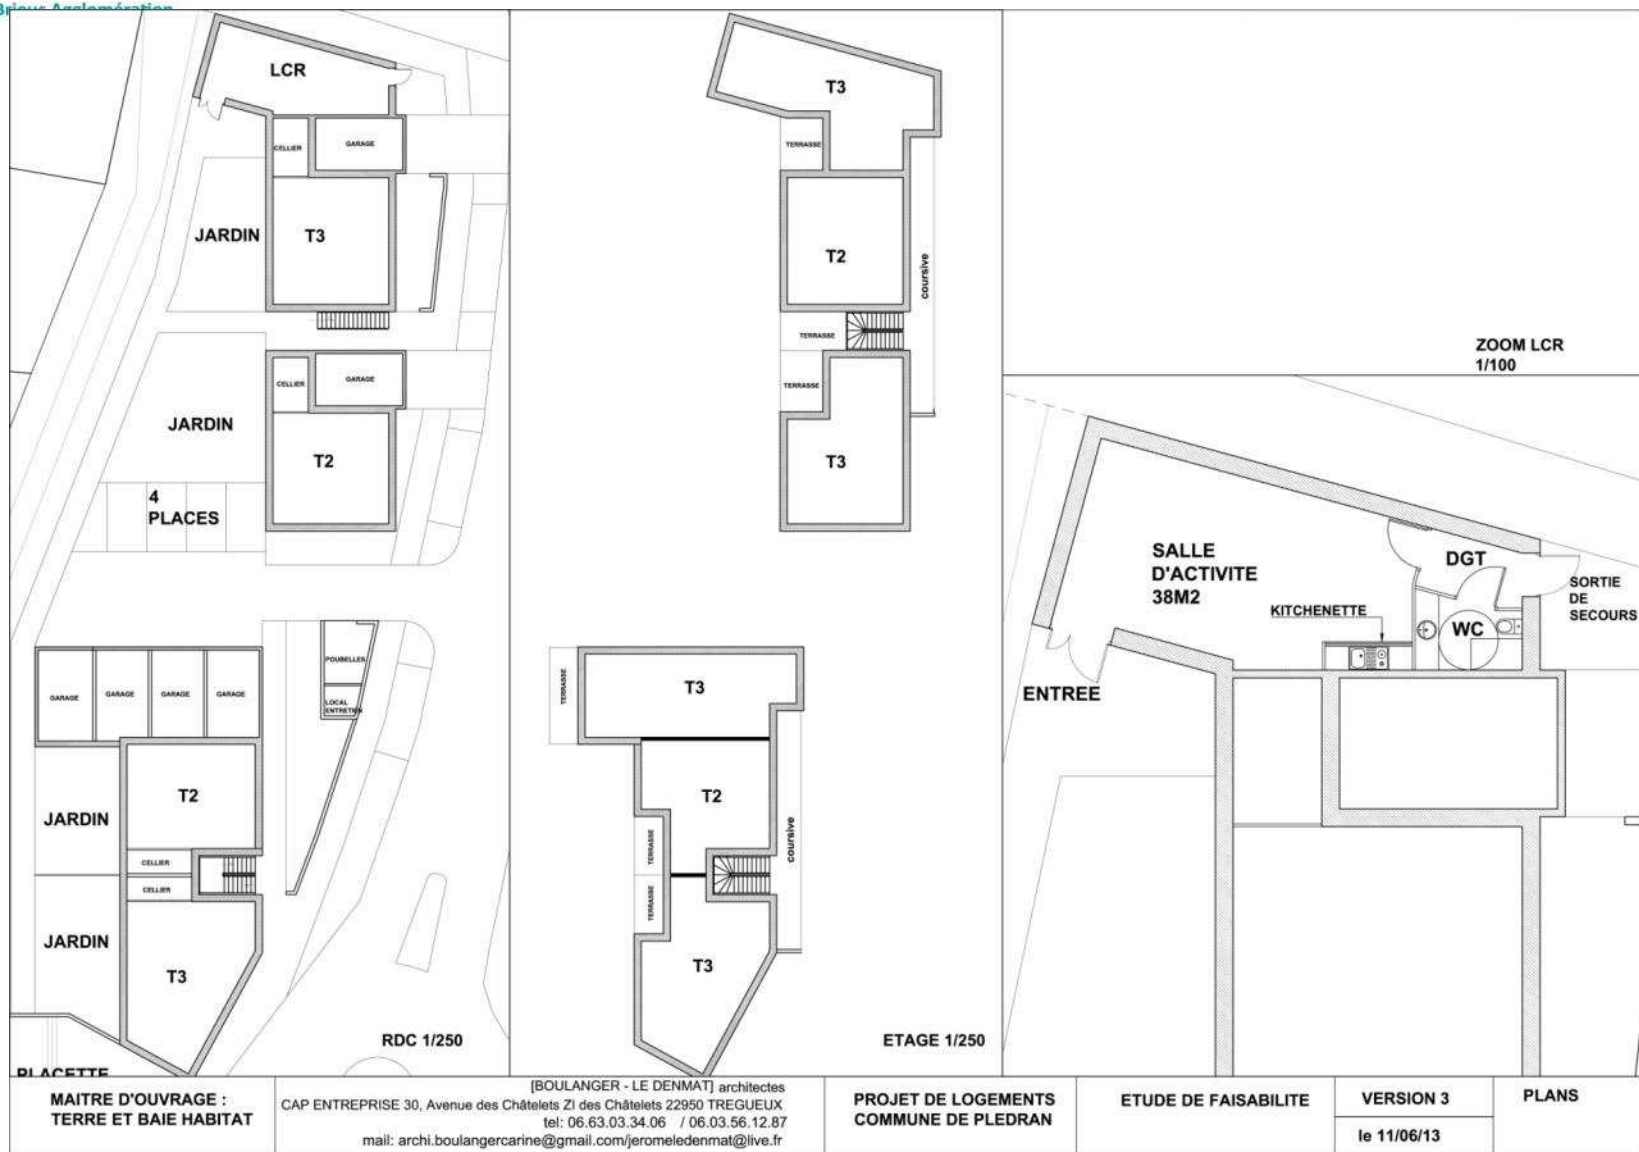 Brieuc Agglomération
LCR
CELLIER
GARAGE
JARDIN
T3
CELLIER
GARAGE
JARDIN
T2
4
PLACES
GARAGE
GARAGE
GARAGE
GARAGE
POUBELLES
LOCAL
ENTRETIEN
T2
JARDIN
CELLIER
CELLIER
JARDIN
T3
RDC 1/250
PLACETTE
T3
TERRASSE
T2
coursive
TERRASSE
TERRASSE
T3
TERRASSE
T3
T2
coursive
TERRASSE
TERRASSE
T3
ETAGE 1/250
ZOOM LCR
1/100
SALLE
D'ACTIVITE
38M2
DGT
SORTIE
DE
SECOURS
KITCHENETTE
WC
ENTREE
MAITRE D'OUVRAGE :
TERRE ET BAIE HABITAT
[BOULANGER - LE DENMAT] architectes
CAP ENTREPRISE 30, Avenue des Châtelets ZI des Châtelets 22950 TREGUEUX
tel: 06.63.03.34.06 / 06.03.56.12.87
mail: archi.boulangercarine@gmail.com/jeromeledenmat@live.fr
PROJET DE LOGEMENTS
COMMUNE DE PLEDRAN
ETUDE DE FAISABILITE
VERSION 3
le 11/06/13
PLANS